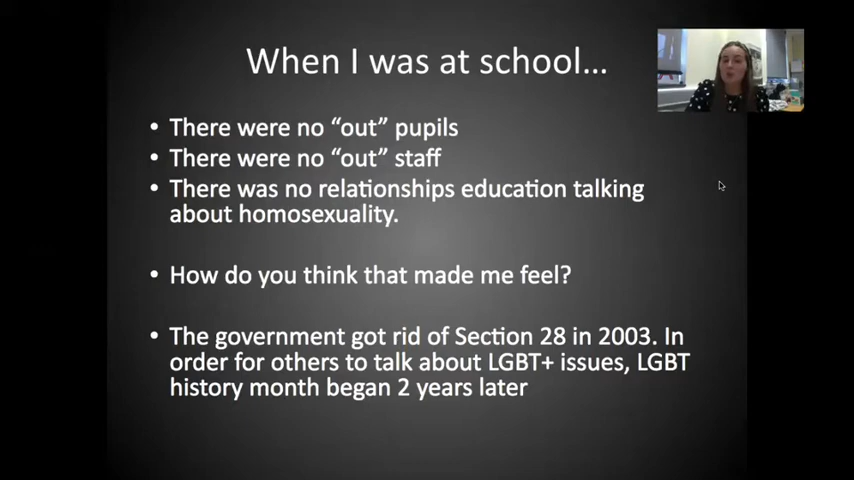 When I was at school...
• There were no “out” pupils
• There were no “out” staff
• There was no relationships education talking
about homosexuality.
• How do you think that made me feel?
• The government got rid of Section 28 in 2003. In
order for others to talk about LGBT+ issues, LGBT
history month began 2 years later